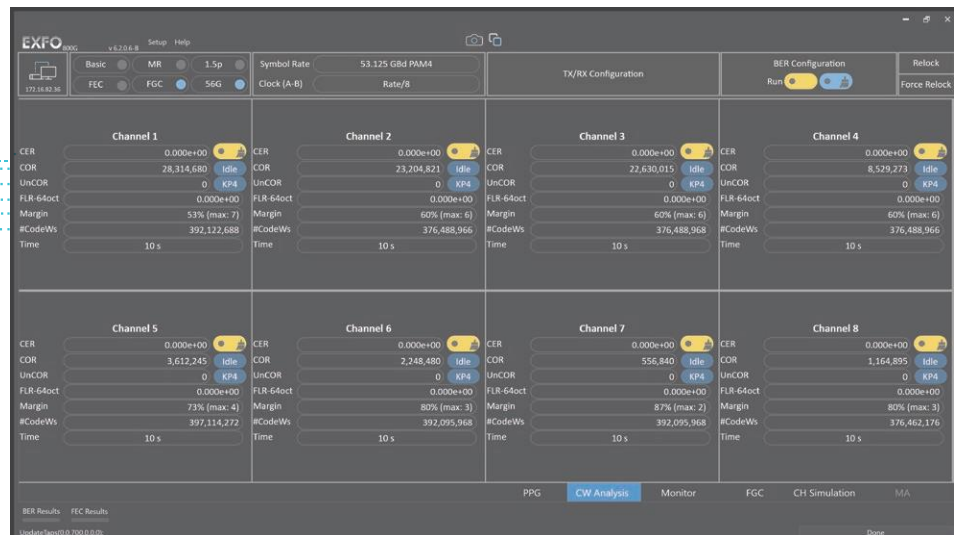 EXFO 800G v 6.2.0.6-8 Setup Help
172.16.82.36
Basic MR 1.5p
FEC FGC 56G
Symbol Rate 53.125 GBd PAM4
Clock (A-B) Rate/8
TX/RX Configuration
BER Configuration
Run
Relock
Force Relock
Channel 1
CER 0.000e+00
COR 28,314,680 Idle
UnCOR 0 KP4
FLR-64oct 0.000e+00
Margin 53% (max: 7)
#CodeWs 392,122,688
Time 10 s
Channel 2
CER 0.000e+00
COR 23,204,821 Idle
UnCOR 0 KP4
FLR-64oct 0.000e+00
Margin 60% (max: 6)
#CodeWs 376,488,966
Time 10 s
Channel 3
CER 0.000e+00
COR 22,630,015 Idle
UnCOR 0 KP4
FLR-64oct 0.000e+00
Margin 60% (max: 6)
#CodeWs 376,488,968
Time 10 s
Channel 4
CER 0.000e+00
COR 8,529,273 Idle
UnCOR 0 KP4
FLR-64oct 0.000e+00
Margin 60% (max: 6)
#CodeWs 376,488,966
Time 10 s
Channel 5
CER 0.000e+00
COR 3,612,245 Idle
UnCOR 0 KP4
FLR-64oct 0.000e+00
Margin 73% (max: 4)
#CodeWs 397,114,272
Time 10 s
Channel 6
CER 0.000e+00
COR 2,248,480 Idle
UnCOR 0 KP4
FLR-64oct 0.000e+00
Margin 80% (max: 3)
#CodeWs 392,095,968
Time 10 s
Channel 7
CER 0.000e+00
COR 556,840 Idle
UnCOR 0 KP4
FLR-64oct 0.000e+00
Margin 87% (max: 2)
#CodeWs 392,095,968
Time 10 s
Channel 8
CER 0.000e+00
COR 1,164,895 Idle
UnCOR 0 KP4
FLR-64oct 0.000e+00
Margin 80% (max: 3)
#CodeWs 376,462,176
Time 10 s
PPG CW Analysis Monitor FGC CH Simulation MA
BER Results FEC Results
UpdateTaps(0.0.700.0.0.0); Done